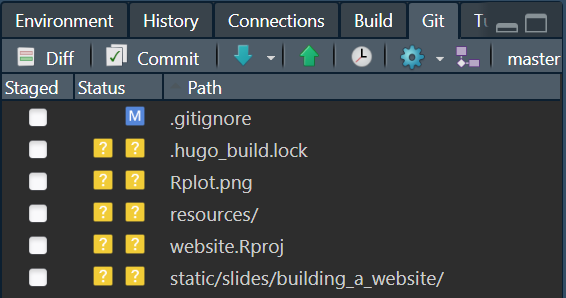 Environment History Connections Build Git Tu
Diff Commit master
Staged Status Path
M .gitignore
? ? .hugo_build.lock
? ? Rplot.png
? ? resources/
? ? website.Rproj
? ? static/slides/building_a_website/